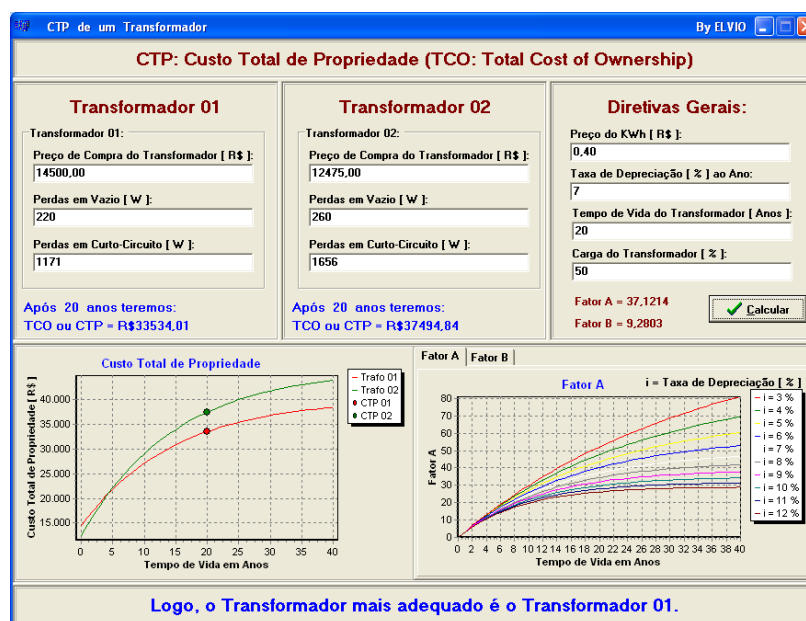 CTP de um Transformador
By ELVIO
CTP: Custo Total de Propriedade (TCO: Total Cost of Ownership)
Transformador 01
Transformador 01:
Preço de Compra do Transformador [ R$ ]:
14500,00
Perdas em Vazio [ W ]:
220
Perdas em Curto-Circuito [ W ]:
1171
Após 20 anos teremos:
TCO ou CTP = R$33534,01
Transformador 02
Transformador 02:
Preço de Compra do Transformador [ R$ ]:
12475,00
Perdas em Vazio [ W ]:
260
Perdas em Curto-Circuito [ W ]:
1656
Após 20 anos teremos:
TCO ou CTP = R$37494,84
Diretivas Gerais:
Preço do KWh [ R$ ]:
0,40
Taxa de Depreciação [ % ] ao Ano:
7
Tempo de Vida do Transformador [ Anos ]:
20
Carga do Transformador [ % ]:
50
Fator A = 37,1214
Fator B = 9,2803
Calcular
Custo Total de Propriedade
Custo Total de Propriedade [ R$ ]
40.000
35.000
30.000
25.000
20.000
15.000
0 5 10 15 20 25 30 35 40
Tempo de Vida em Anos
Trafo 01
Trafo 02
CTP 01
CTP 02
Fator A
Fator B
Fator A
i = Taxa de Depreciação [ % ]
Fator A
80
70
60
50
40
30
20
10
0
0 2 4 6 8 10 12 14 16 18 20 22 24 26 28 30 32 34 36 38 40
Tempo de Vida em Anos
i = 3 %
i = 4 %
i = 5 %
i = 6 %
i = 7 %
i = 8 %
i = 9 %
i = 10 %
i = 11 %
i = 12 %
Logo, o Transformador mais adequado é o Transformador 01.